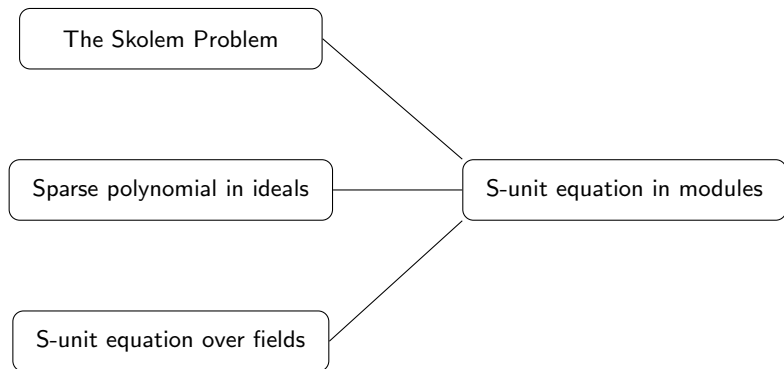 The Skolem Problem
Sparse polynomial in ideals
S-unit equation in modules
S-unit equation over fields